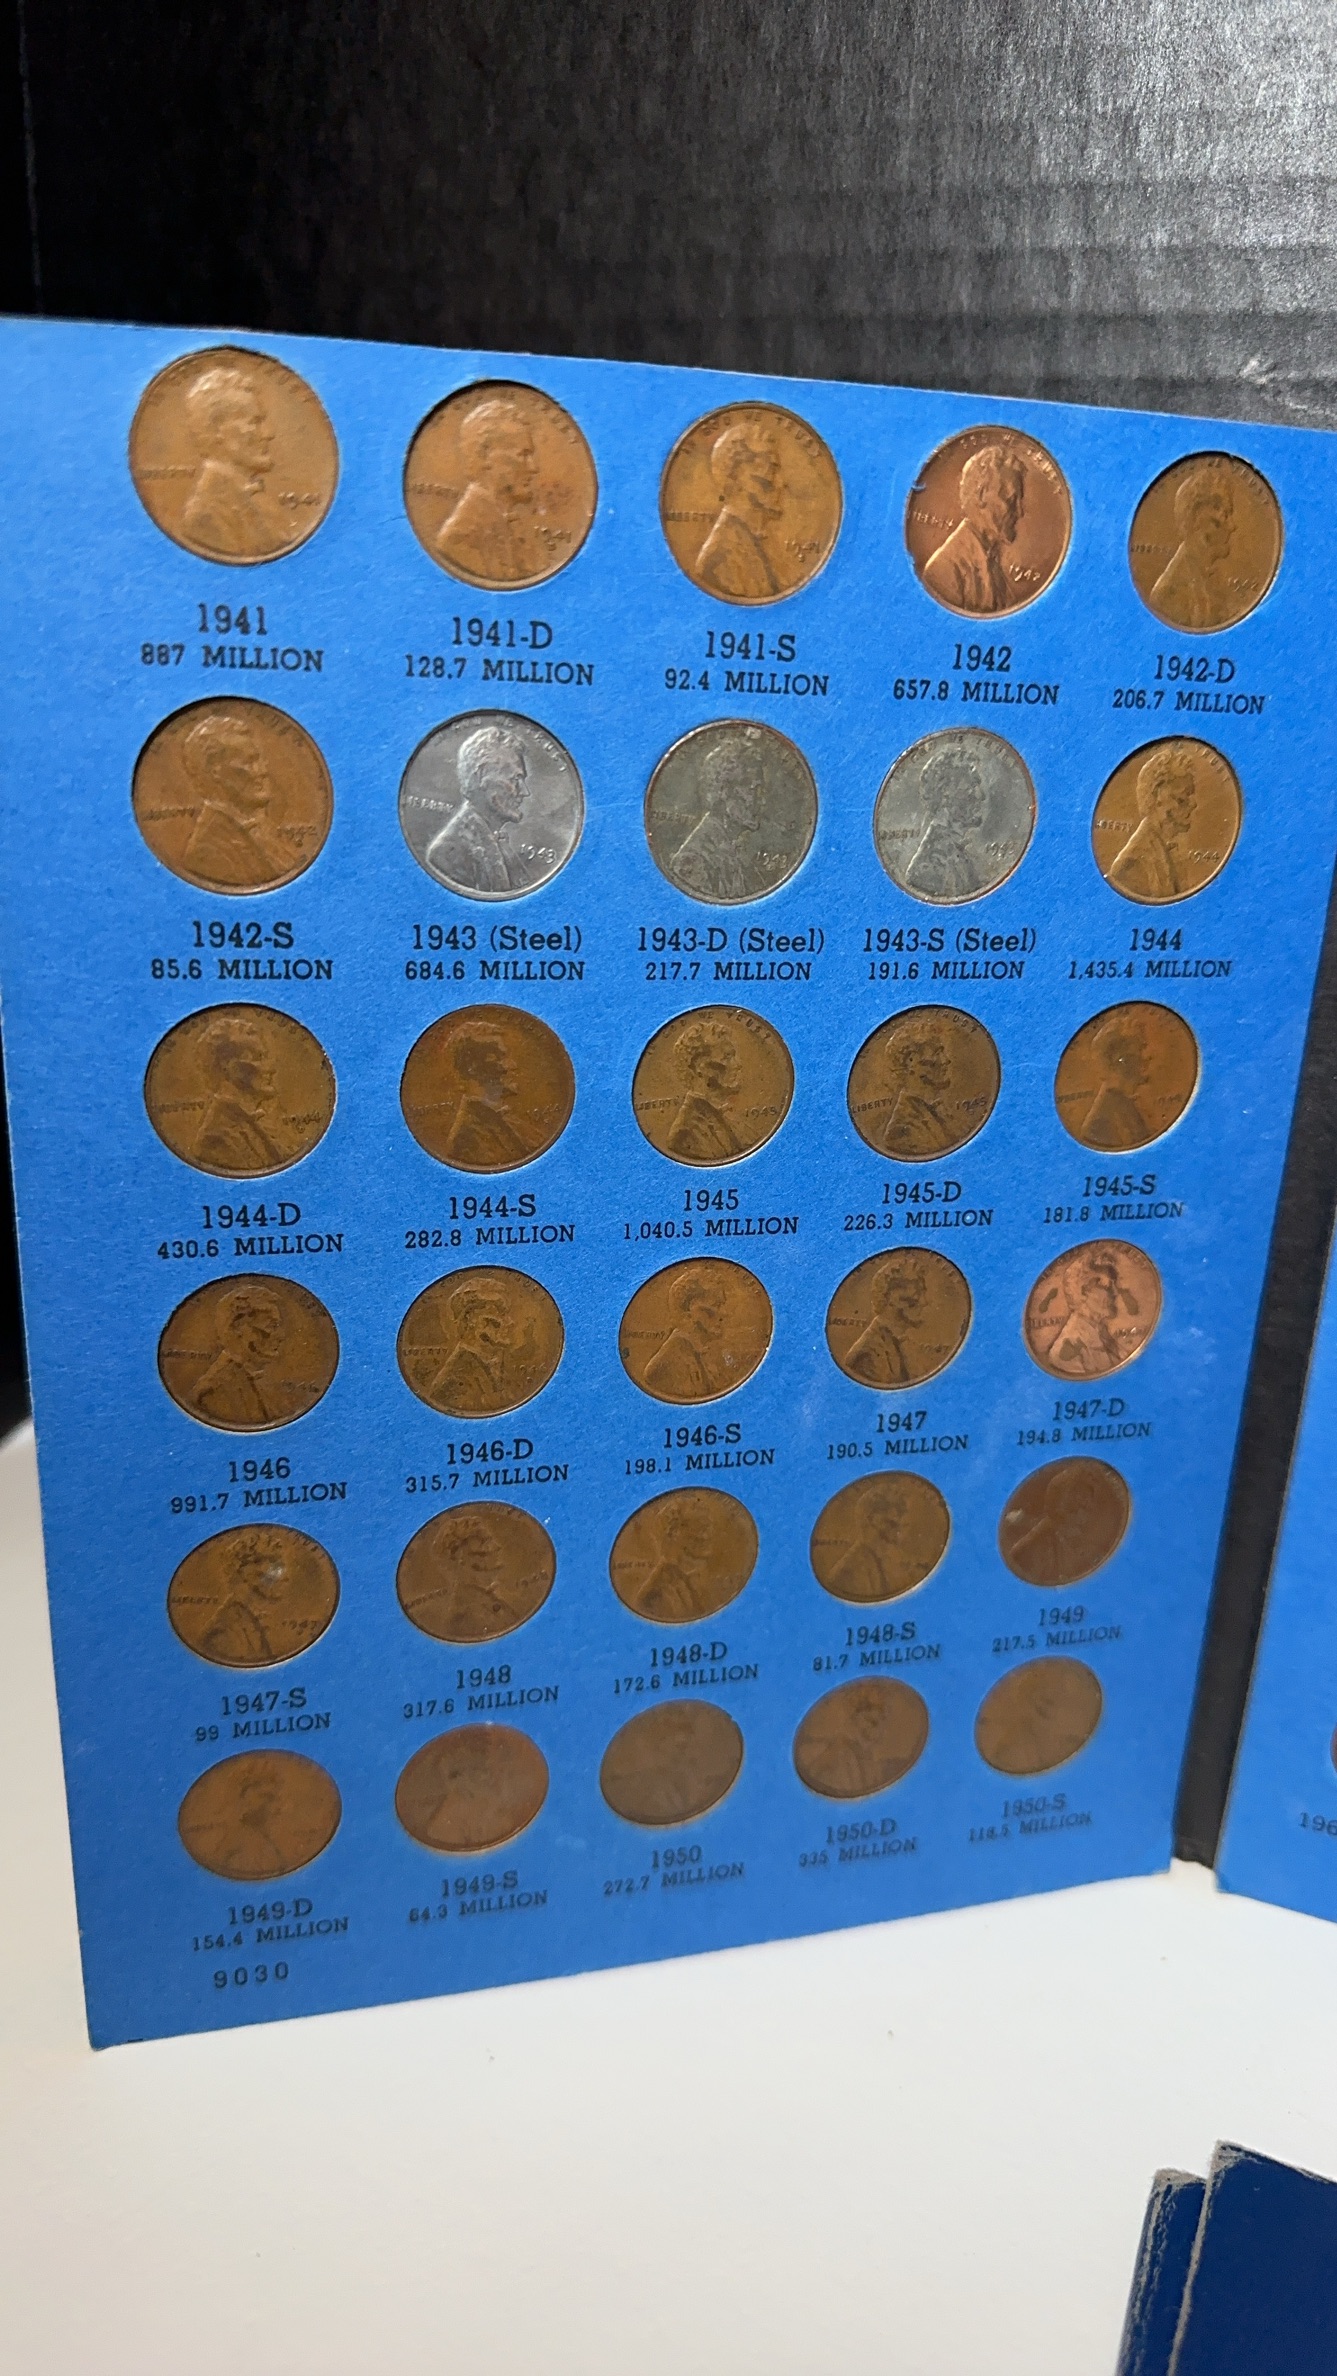 1941
887 MILLION
1941-D
128.7 MILLION
1941-S
92.4 MILLION
1942
657.8 MILLION
1942-D
206.7 MILLION
1942-S
85.6 MILLION
1943 (Steel)
684.6 MILLION
1943-D (Steel)
217.7 MILLION
1943-S (Steel)
191.6 MILLION
1944
1,435.4 MILLION
1944-D
430.6 MILLION
1944-S
282.8 MILLION
1945
1,040.5 MILLION
1945-D
226.3 MILLION
1945-S
181.8 MILLION
1946
991.7 MILLION
1946-D
315.7 MILLION
1946-S
198.1 MILLION
1947
190.5 MILLION
1947-D
194.8 MILLION
1947-S
99 MILLION
1948
317.6 MILLION
1948-D
172.6 MILLION
1948-S
81.7 MILLION
1949
217.5 MILLION
1949-D
154.4 MILLION
1949-S
64.3 MILLION
1950
272.7 MILLION
1950-D
335 MILLION
1950-S
118.5 MILLION
9030